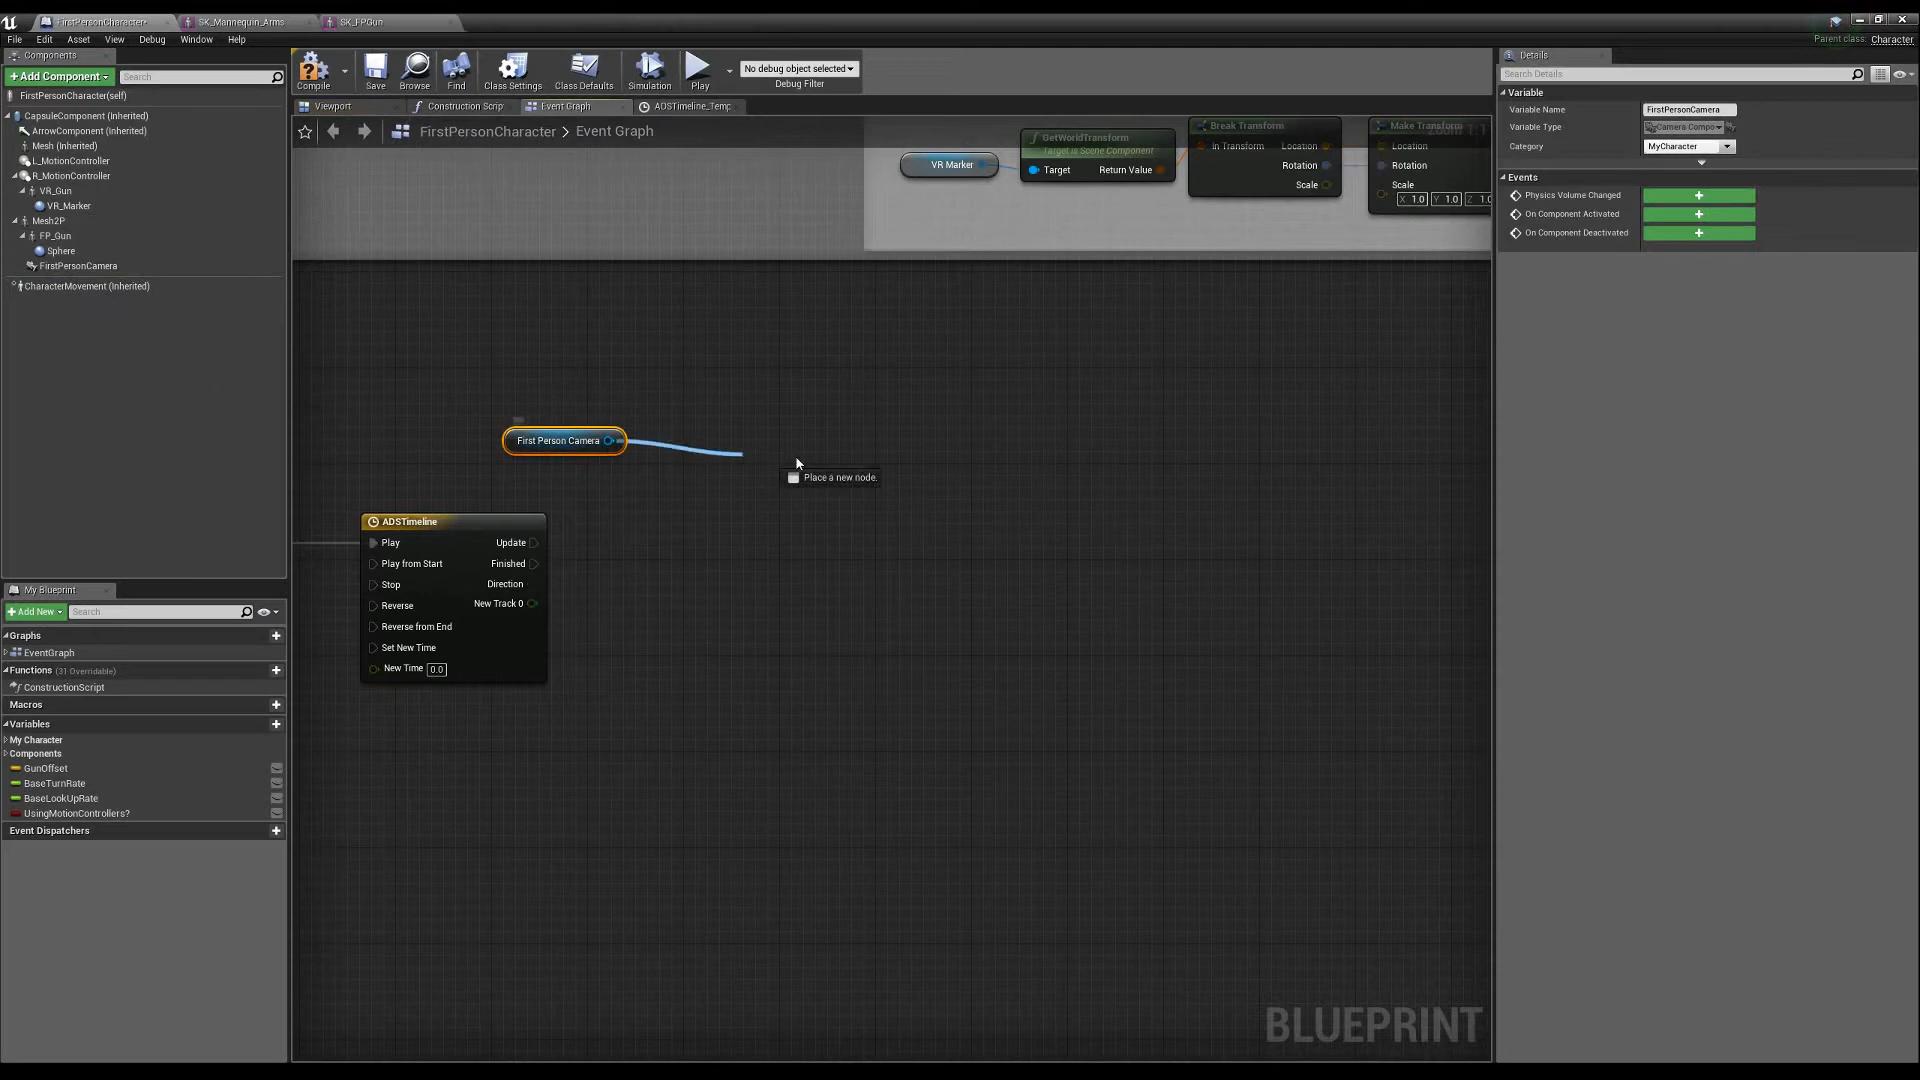 FirstPersonCharacter*
SK_Mannequin_Arms
SK_FPGun
File Edit Asset View Debug Window Help
Parent class: Character
Components
+Add Component
Search
FirstPersonCharacter(self)
CapsuleComponent (Inherited)
ArrowComponent (Inherited)
Mesh (Inherited)
L_MotionController
R_MotionController
VR_Gun
VR_Marker
Mesh2P
FP_Gun
Sphere
FirstPersonCamera
CharacterMovement (Inherited)
My Blueprint
+Add New
Search
Graphs
EventGraph
Functions (31 Overridable)
ConstructionScript
Macros
Variables
My Character
Components
GunOffset
BaseTurnRate
BaseLookUpRate
UsingMotionControllers?
Event Dispatchers
Compile
Save
Browse
Find
Class Settings
Class Defaults
Simulation
Play
No debug object selected
Debug Filter
Viewport
Construction Scrip
Event Graph
ADSTimeline_Temp
FirstPersonCharacter > Event Graph
VR Marker
GetWorldTransform
Target is Scene Component
Target
Return Value
Break Transform
In Transform
Location
Rotation
Scale
Make Transform
Location
Rotation
Scale
X 1.0 Y 1.0 Z 1.0
First Person Camera
Place a new node.
ADSTimeline
Play Update
Play from Start Finished
Stop Direction
Reverse New Track 0
Reverse from End
Set New Time
New Time 0.0
BLUEPRINT
Details
Search Details
Variable
Variable Name FirstPersonCamera
Variable Type Camera Compo
Category MyCharacter
Events
Physics Volume Changed +
On Component Activated +
On Component Deactivated +